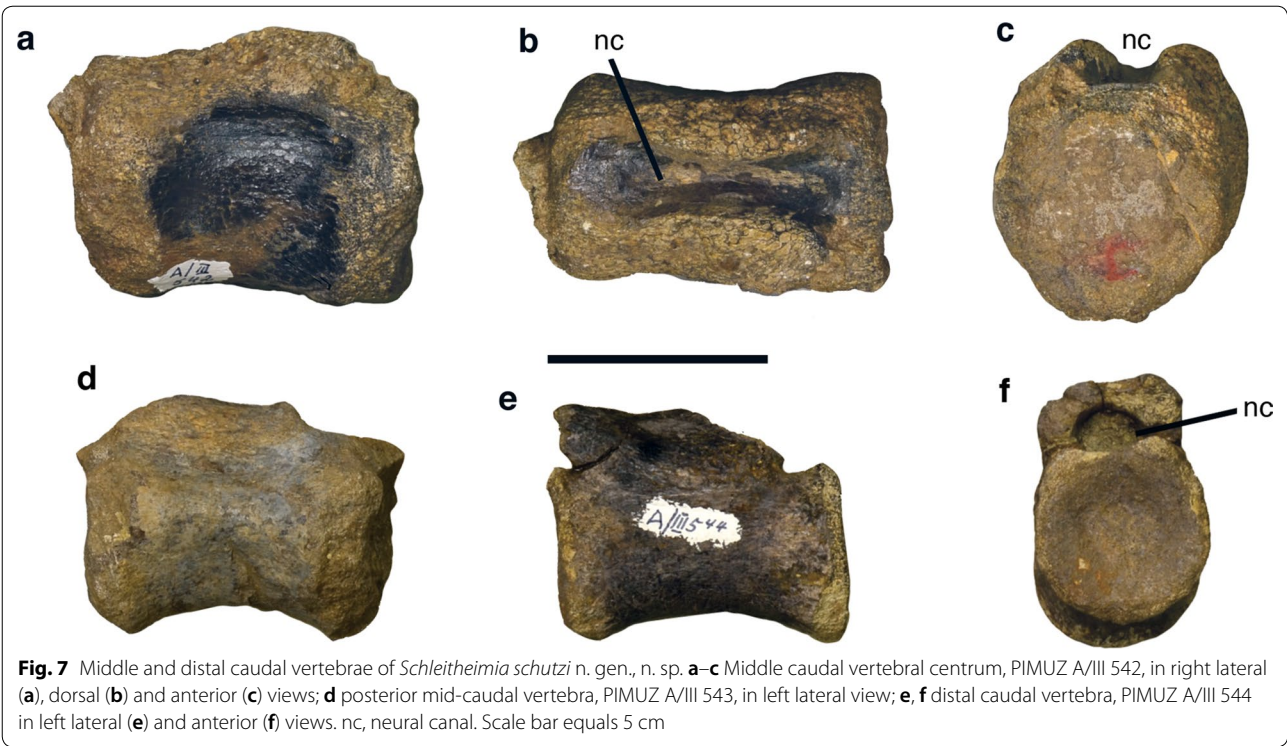 a
b
nc
c
nc
A/III
542
d
e
A/III 544
f
nc
Fig. 7 Middle and distal caudal vertebrae of Schleitheimia schutzi n. gen., n. sp. a–c Middle caudal vertebral centrum, PIMUZ A/III 542, in right lateral
(a), dorsal (b) and anterior (c) views; d posterior mid-caudal vertebra, PIMUZ A/III 543, in left lateral view; e, f distal caudal vertebra, PIMUZ A/III 544
in left lateral (e) and anterior (f) views. nc, neural canal. Scale bar equals 5 cm